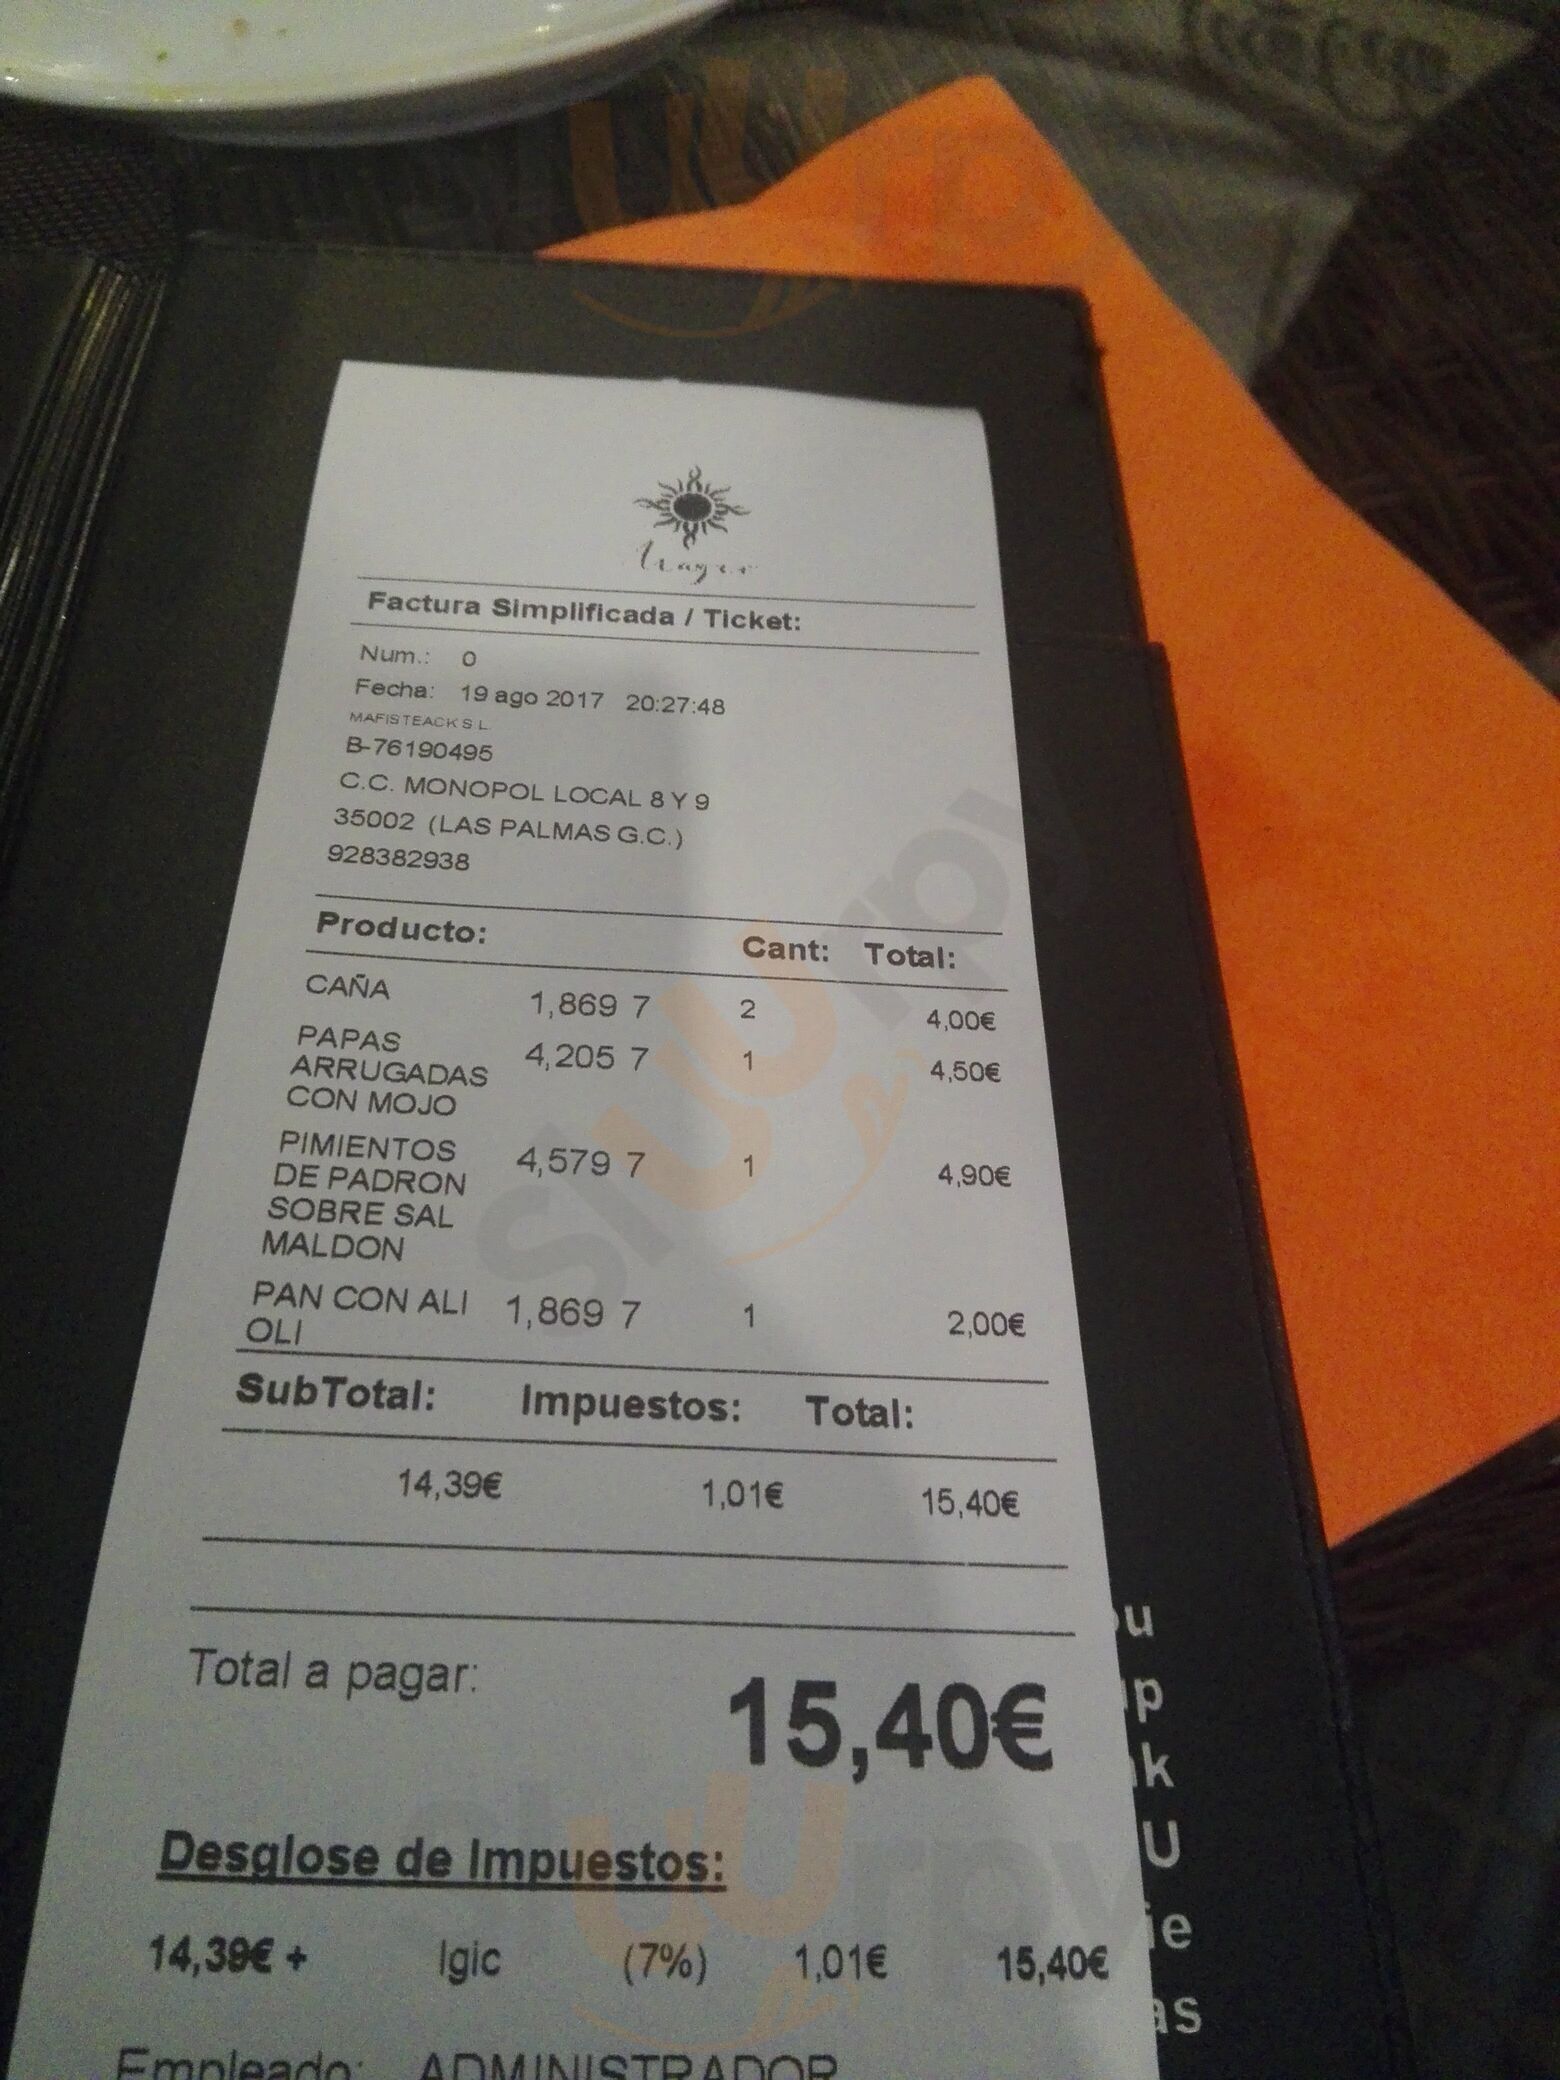 Factura Simplificada / Ticket:
Num.: 0
Fecha: 19 ago 2017 20:27:48
MAFISTEACK S L
B-76190495
C.C. MONOPOL LOCAL 8 Y 9
35002 (LAS PALMAS G.C.)
928382938
Producto: Cant: Total:
CAÑA 1,869 7 2 4,00€
PAPAS 4,205 7 1 4,50€
ARRUGADAS
CON MOJO
PIMIENTOS 4,579 7 1 4,90€
DE PADRON
SOBRE SAL
MALDON
PAN CON ALI 1,869 7 1 2,00€
OLI
SubTotal: Impuestos: Total:
14,39€ 1,01€ 15,40€
Total a pagar: 15,40€
Desglose de Impuestos:
14,39€ + Igic (7%) 1,01€ 15,40€
Empleado: ADMINISTRADOR
slurpy